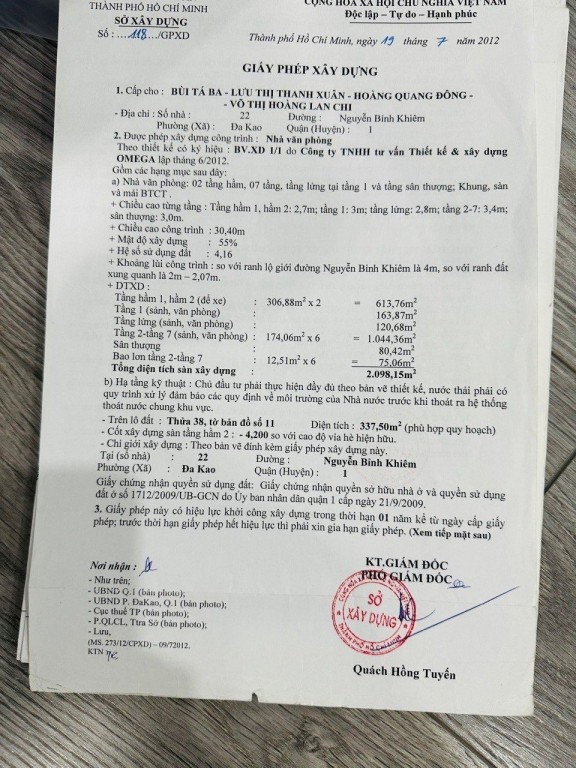 THÀNH PHỐ HỒ CHÍ MINH
SỞ XÂY DỰNG
Số : ....118..../GPXD
CỘNG HÒA XÃ HỘI CHỦ NGHĨA VIỆT NAM
Độc lập – Tự do – Hạnh phúc
Thành phố Hồ Chí Minh, ngày 19 tháng 7 năm 2012
GIẤY PHÉP XÂY DỰNG
1. Cấp cho : BÙI TÁ BA - LƯU THỊ THANH XUÂN - HOÀNG QUANG ĐÔNG -
- VÕ THỊ HOÀNG LAN CHI
- Địa chỉ : Số nhà : 22 Đường : Nguyễn Bỉnh Khiêm
Phường (Xã) : Đa Kao Quận (Huyện) : 1
2. Được phép xây dựng công trình : Nhà văn phòng
Theo thiết kế có ký hiệu : BV.XD 1/1 do Công ty TNHH tư vấn Thiết kế & xây dựng
OMEGA lập tháng 6/2012.
Gồm các hạng mục sau đây:
a) Nhà văn phòng: 02 tầng hầm, 07 tầng, tầng lửng tại tầng 1 và tầng sân thượng; Khung, sàn
và mái BTCT .
+ Chiều cao từng tầng : Tầng hầm 1, hầm 2: 2,7m; tầng 1: 3m; tầng lửng: 2,8m; tầng 2-7: 3,4m;
sân thượng: 3,0m.
+ Chiều cao công trình : 30,40m
+ Mật độ xây dựng : 55%
+ Hệ số sử dụng đất : 4,16
+ Khoảng lùi công trình : so với ranh lộ giới đường Nguyễn Bỉnh Khiêm là 4m, so với ranh đất
xung quanh là 2m – 2,07m.
+ DTXD :
Tầng hầm 1, hầm 2 (để xe) : 306,88m² x 2 = 613,76m²
Tầng 1 (sảnh, văn phòng) : 163,87m²
Tầng lửng (sảnh, văn phòng) : 120,68m²
Tầng 2-tầng 7 (sảnh, văn phòng) : 174,06m² x 6 = 1.044,36m²
Sân thượng : 80,42m²
Bao lơn tầng 2-tầng 7 : 12,51m² x 6 = 75,06m²
Tổng diện tích sàn xây dựng : 2.098,15m²
b) Hạ tầng kỹ thuật : Chủ đầu tư phải thực hiện đầy đủ theo bản vẽ thiết kế, nước thải phải có
quy trình xử lý đảm bảo các quy định về môi trường của Nhà nước trước khi thoát ra hệ thống
thoát nước chung khu vực.
- Trên lô đất : Thửa 38, tờ bản đồ số 11 Diện tích : 337,50m² (phù hợp quy hoạch)
- Cốt xây dựng sàn tầng hầm 2 : - 4,200 so với cao độ vỉa hè hiện hữu.
- Chỉ giới xây dựng : Theo bản vẽ đính kèm giấy phép xây dựng này.
Tại (số nhà) : 22 Đường : Nguyễn Bỉnh Khiêm
Phường (Xã) : Đa Kao Quận (Huyện) : 1
Giấy chứng nhận quyền sử dụng đất: Giấy chứng nhận quyền sở hữu nhà ở và quyền sử dụng
đất ở số 1712/2009/UB-GCN do Ủy ban nhân dân quận 1 cấp ngày 21/9/2009.
3. Giấy phép này có hiệu lực khởi công xây dựng trong thời hạn 01 năm kể từ ngày cấp giấy
phép; trước thời hạn giấy phép hết hiệu lực thì phải xin gia hạn giấy phép. (Xem tiếp mặt sau)
Nơi nhận :
- Như trên;
- UBND Q.1 (bản photo);
- UBND P. ĐaKao, Q.1 (bản photo);
- Cục thuế TP (bản photo);
- P.QLCL, Ttra Sở (bản photo);
- Lưu,
(MS. 273/12/CPXD) – 09/72012.
KTN
KT.GIÁM ĐỐC
PHÓ GIÁM ĐỐC
SỞ
XÂY DỰNG
THÀNH PHỐ HỒ CHÍ MINH
Quách Hồng Tuyến